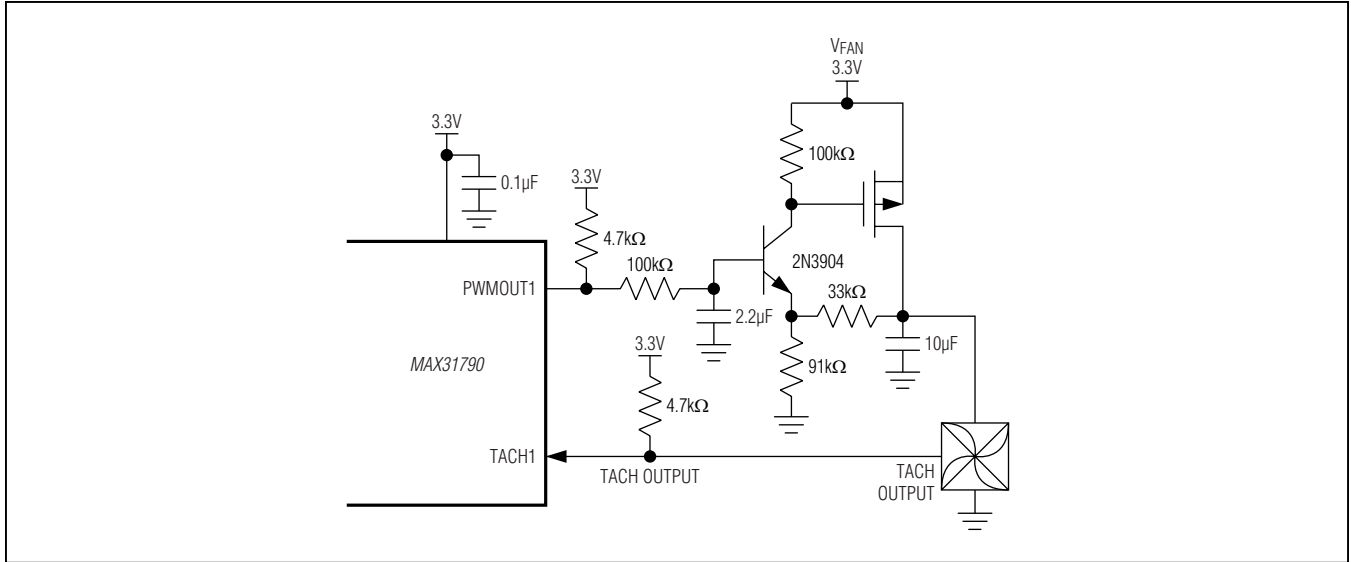 VFAN
3.3V
3.3V
0.1µF
3.3V
4.7kΩ
100kΩ
100kΩ
2N3904
PWMOUT1
2.2µF
33kΩ
10µF
91kΩ
3.3V
4.7kΩ
MAX31790
TACH1
TACH OUTPUT
TACH
OUTPUT